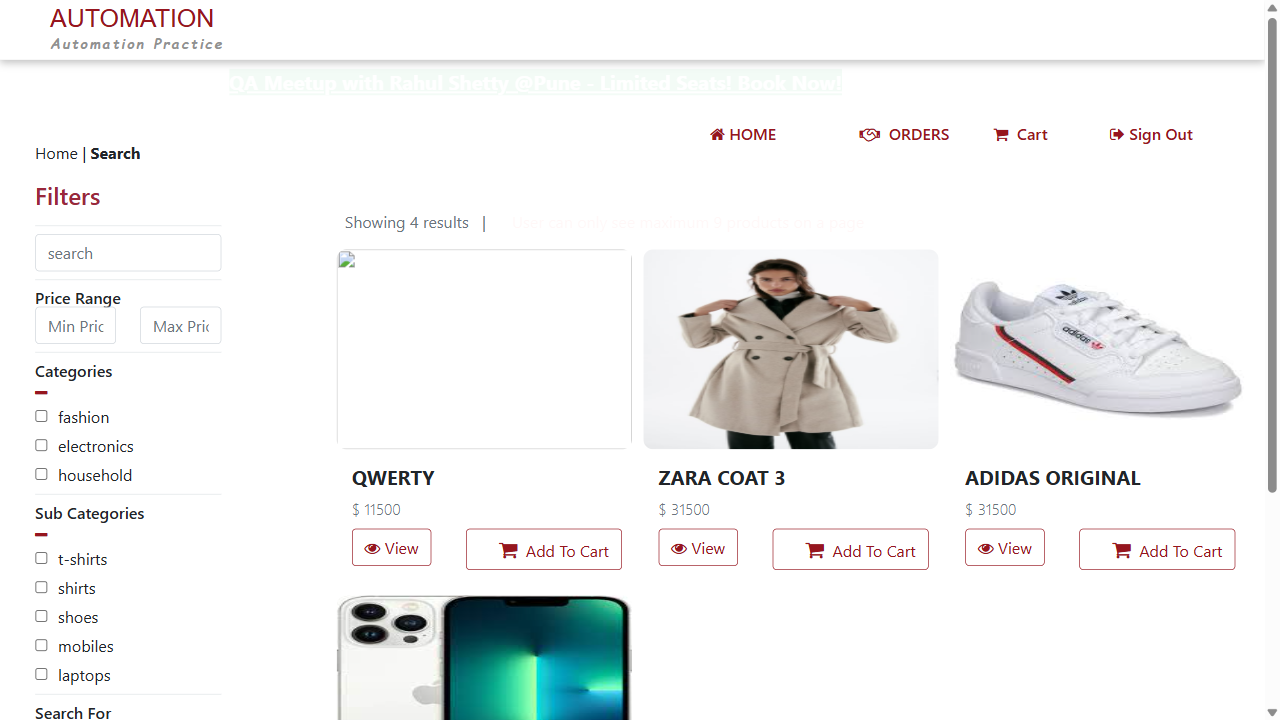 AUTOMATION
Automation Practice
QA Meetup with Rahul Shetty @Pune - Limited Seats! Book Now!
HOME
ORDERS
Cart
Sign Out
Home | Search
Filters
search
Price Range
Min Pric
Max Pric
Categories
fashion
electronics
household
Sub Categories
t-shirts
shirts
shoes
mobiles
laptops
Search For
Showing 4 results |
User can only see maximum 9 products on a page
QWERTY
$ 11500
View
Add To Cart
ZARA COAT 3
$ 31500
View
Add To Cart
ADIDAS ORIGINAL
$ 31500
View
Add To Cart
adidas